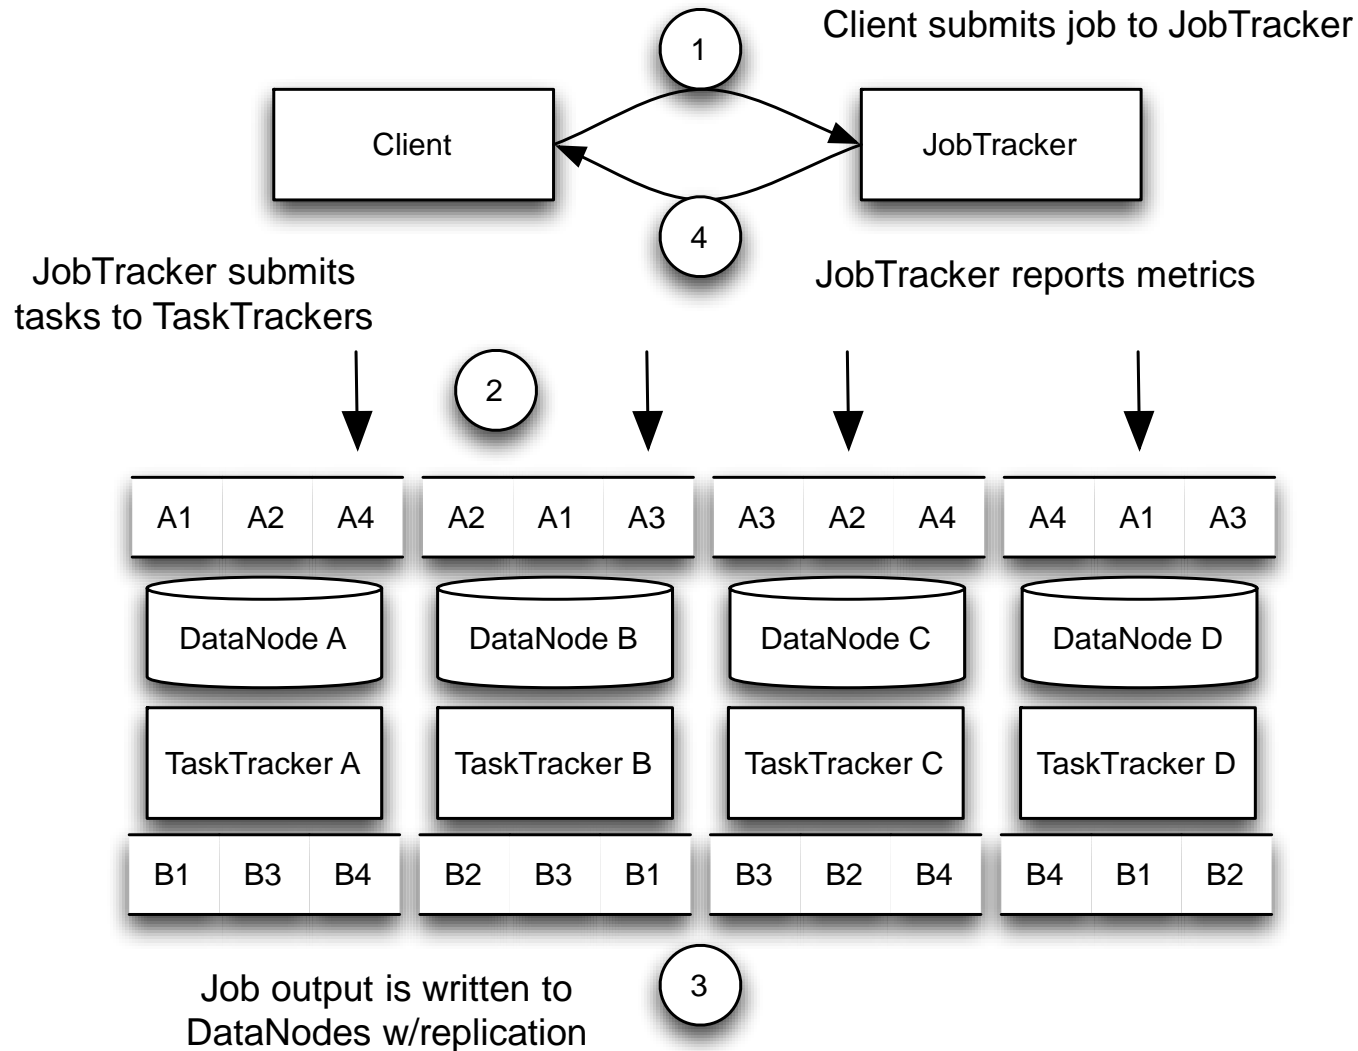 1
Client submits job to JobTracker
Client
JobTracker
4
JobTracker submits
tasks to TaskTrackers
JobTracker reports metrics
2
A1 A2 A4 A2 A1 A3 A3 A2 A4 A4 A1 A3
DataNode A DataNode B DataNode C DataNode D
TaskTracker A TaskTracker B TaskTracker C TaskTracker D
B1 B3 B4 B2 B3 B1 B3 B2 B4 B4 B1 B2
3
Job output is written to
DataNodes w/replication